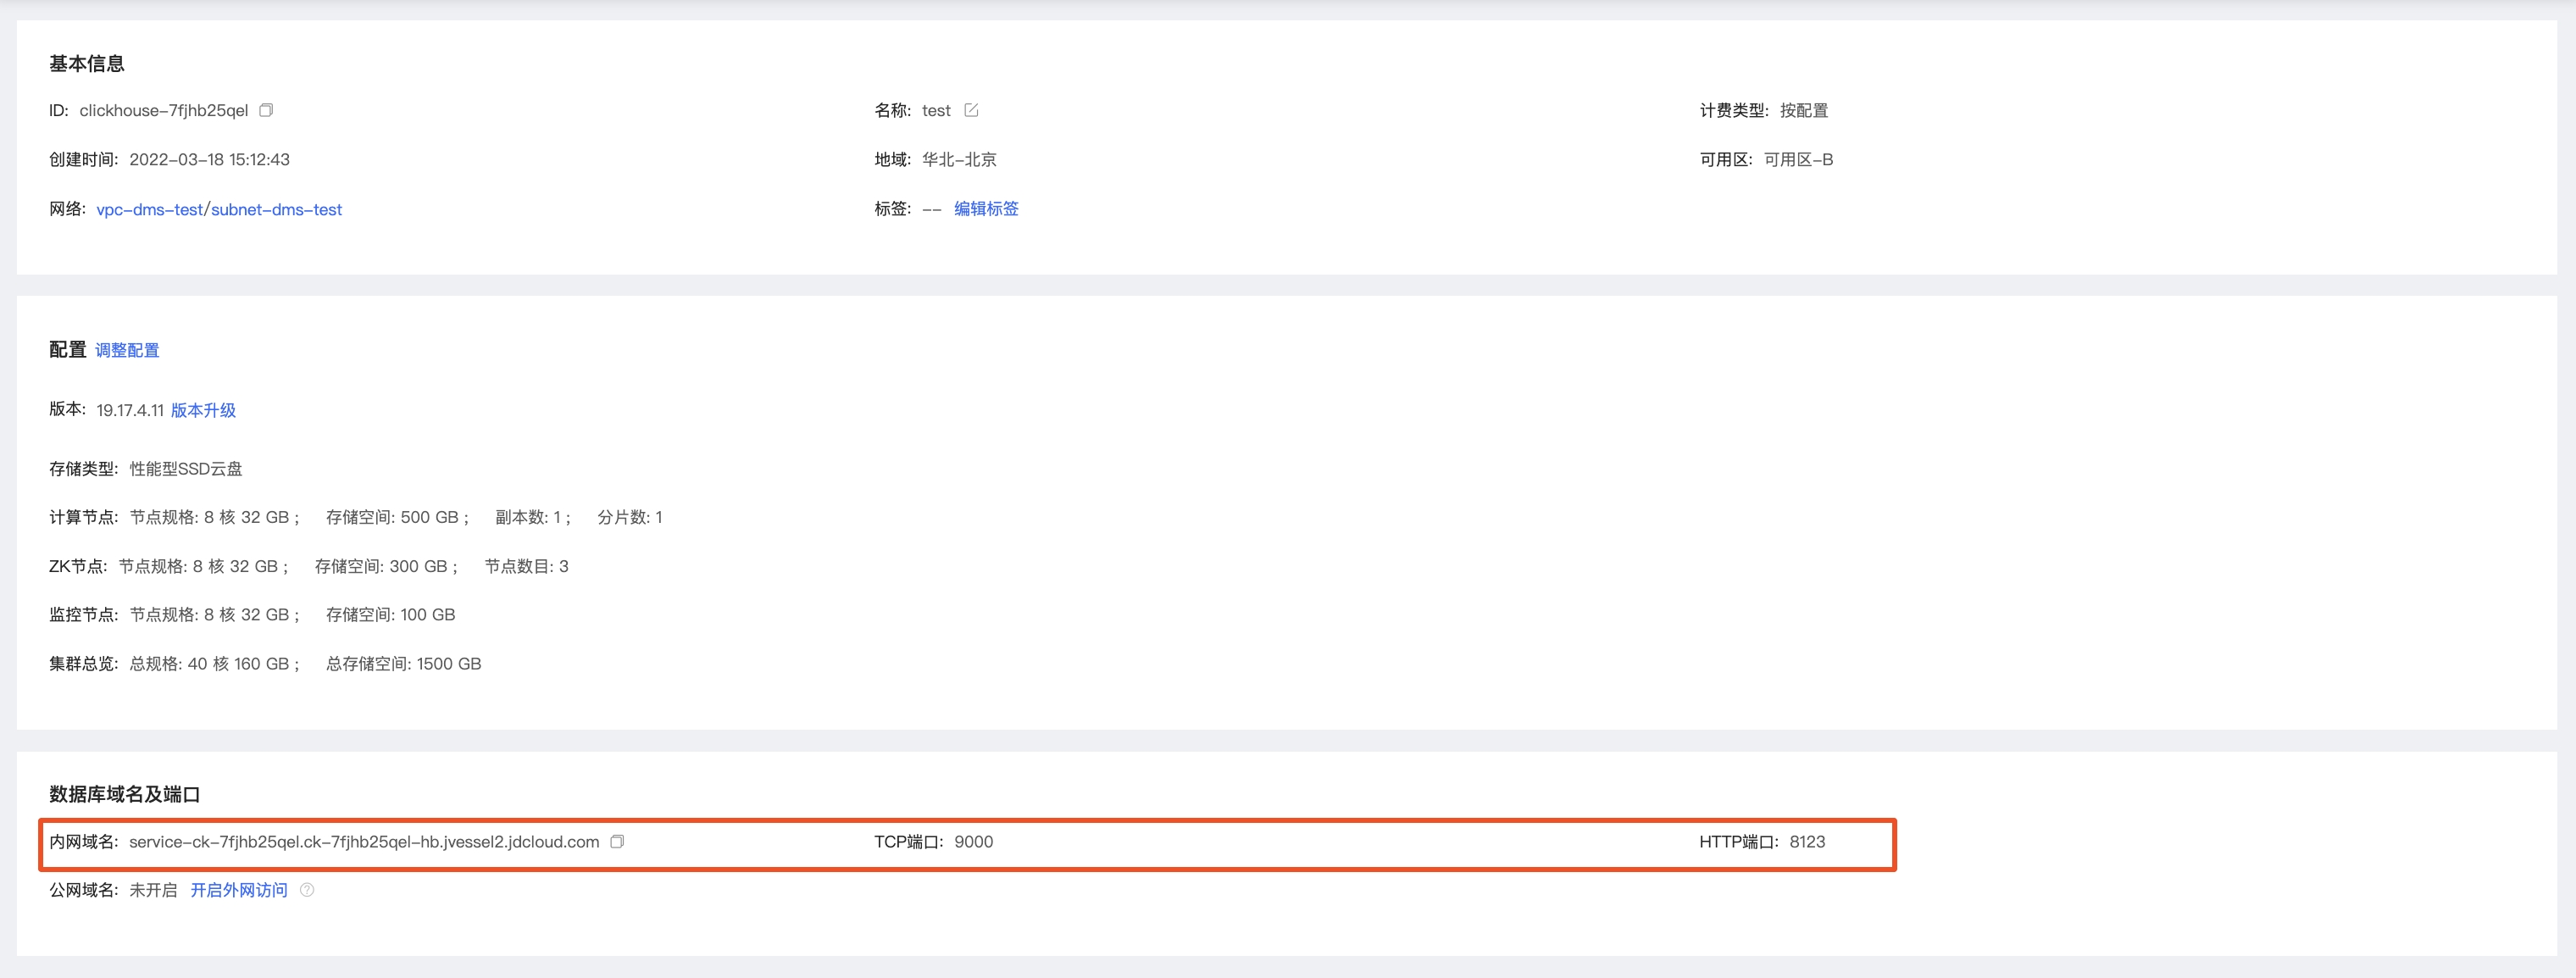 基本信息
ID: clickhouse-7fjhb25qel
名称: test
计费类型: 按配置
创建时间: 2022-03-18 15:12:43
地域: 华北-北京
可用区: 可用区-B
网络: vpc-dms-test/subnet-dms-test
标签: -- 编辑标签
配置 调整配置
版本: 19.17.4.11 版本升级
存储类型: 性能型SSD云盘
计算节点: 节点规格: 8 核 32 GB ; 存储空间: 500 GB ; 副本数: 1 ; 分片数: 1
ZK节点: 节点规格: 8 核 32 GB ; 存储空间: 300 GB ; 节点数目: 3
监控节点: 节点规格: 8 核 32 GB ; 存储空间: 100 GB
集群总览: 总规格: 40 核 160 GB ; 总存储空间: 1500 GB
数据库域名及端口
内网域名: service-ck-7fjhb25qel.ck-7fjhb25qel-hb.jvessel2.jdcloud.com
TCP端口: 9000
HTTP端口: 8123
公网域名: 未开启 开启外网访问 ?